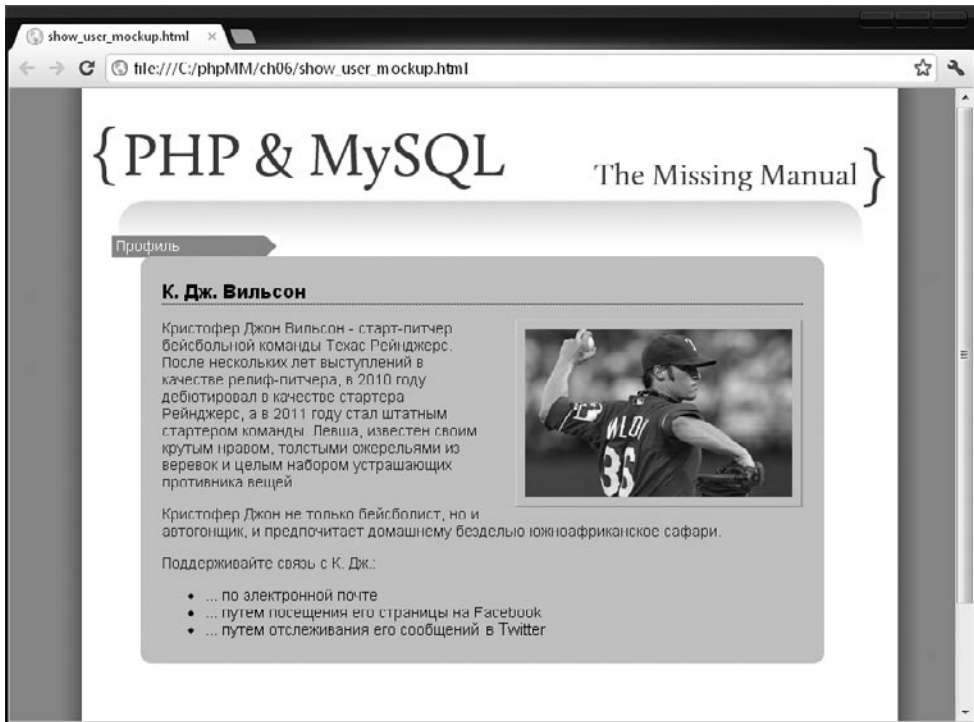 show_user_mockup.html
file:///C:/phpMM/ch06/show_user_mockup.html
{PHP & MySQL
The Missing Manual}
Профиль
К. Дж. Вильсон
Кристофер Джон Вильсон - старт-питчер
бейсбольной команды Техас Рейнджерс.
После нескольких лет выступлений в
качестве релиф-питчера, в 2010 году
дебютировал в качестве стартера
Рейнджерс, а в 2011 году стал штатным
стартером команды. Левша, известен своим
крутым нравом, толстыми ожерельями из
веревок и целым набором устрашающих
противника вещей
36
Кристофер Джон не только бейсболист, но и
автогонщик, и предпочитает домашнему безделью южноафриканское сафари.
Поддерживайте связь с К. Дж.:
• ... по электронной почте
• ... путем посещения его страницы на Facebook
• ... путем отслеживания его сообщений в Twitter